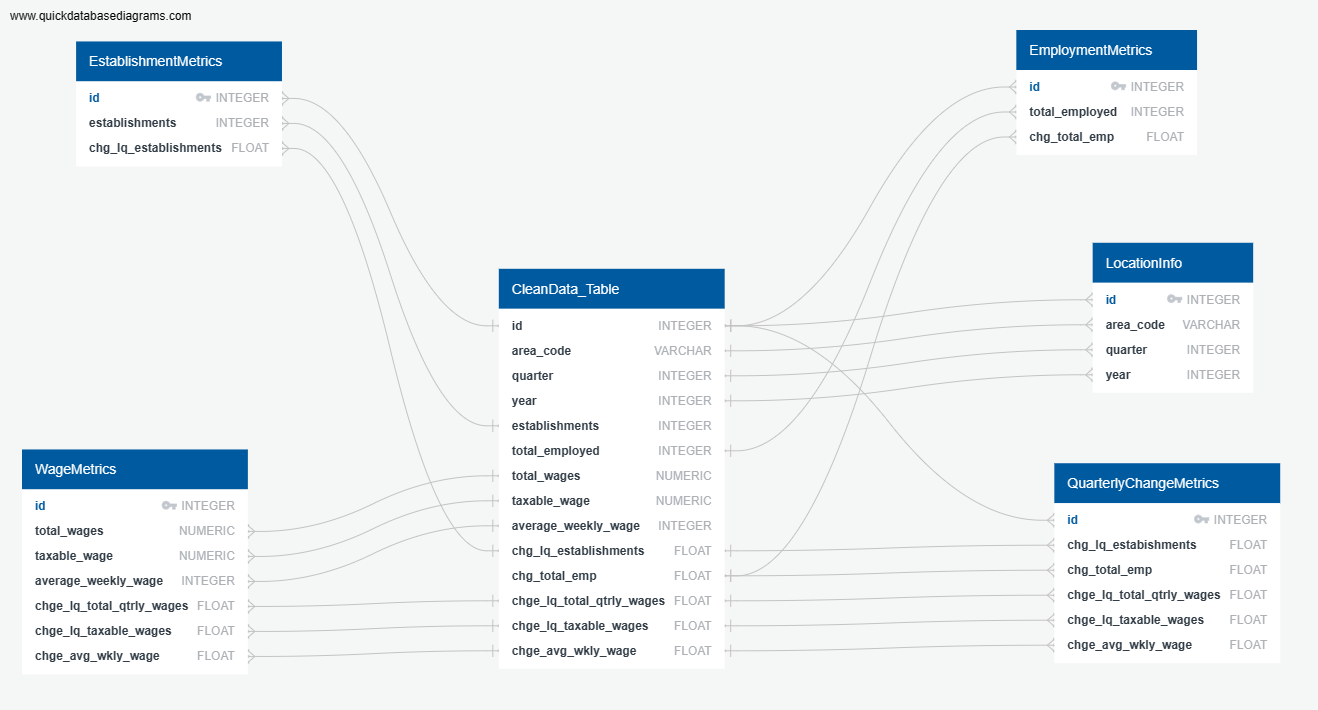 www.quickdatabasediagrams.com
EstablishmentMetrics
id INTEGER
establishments INTEGER
chg_lq_establishments FLOAT
EmploymentMetrics
id INTEGER
total_employed INTEGER
chg_total_emp FLOAT
LocationInfo
id INTEGER
area_code VARCHAR
quarter INTEGER
year INTEGER
CleanData_Table
id INTEGER
area_code VARCHAR
quarter INTEGER
year INTEGER
establishments INTEGER
total_employed INTEGER
total_wages NUMERIC
taxable_wage NUMERIC
average_weekly_wage INTEGER
chg_lq_establishments FLOAT
chg_total_emp FLOAT
chge_lq_total_qtrly_wages FLOAT
chge_lq_taxable_wages FLOAT
chge_avg_wkly_wage FLOAT
WageMetrics
id INTEGER
total_wages NUMERIC
taxable_wage NUMERIC
average_weekly_wage INTEGER
chge_lq_total_qtrly_wages FLOAT
chge_lq_taxable_wages FLOAT
chge_avg_wkly_wage FLOAT
QuarterlyChangeMetrics
id INTEGER
chg_lq_estabishments FLOAT
chg_total_emp FLOAT
chge_lq_total_qtrly_wages FLOAT
chge_lq_taxable_wages FLOAT
chge_avg_wkly_wage FLOAT